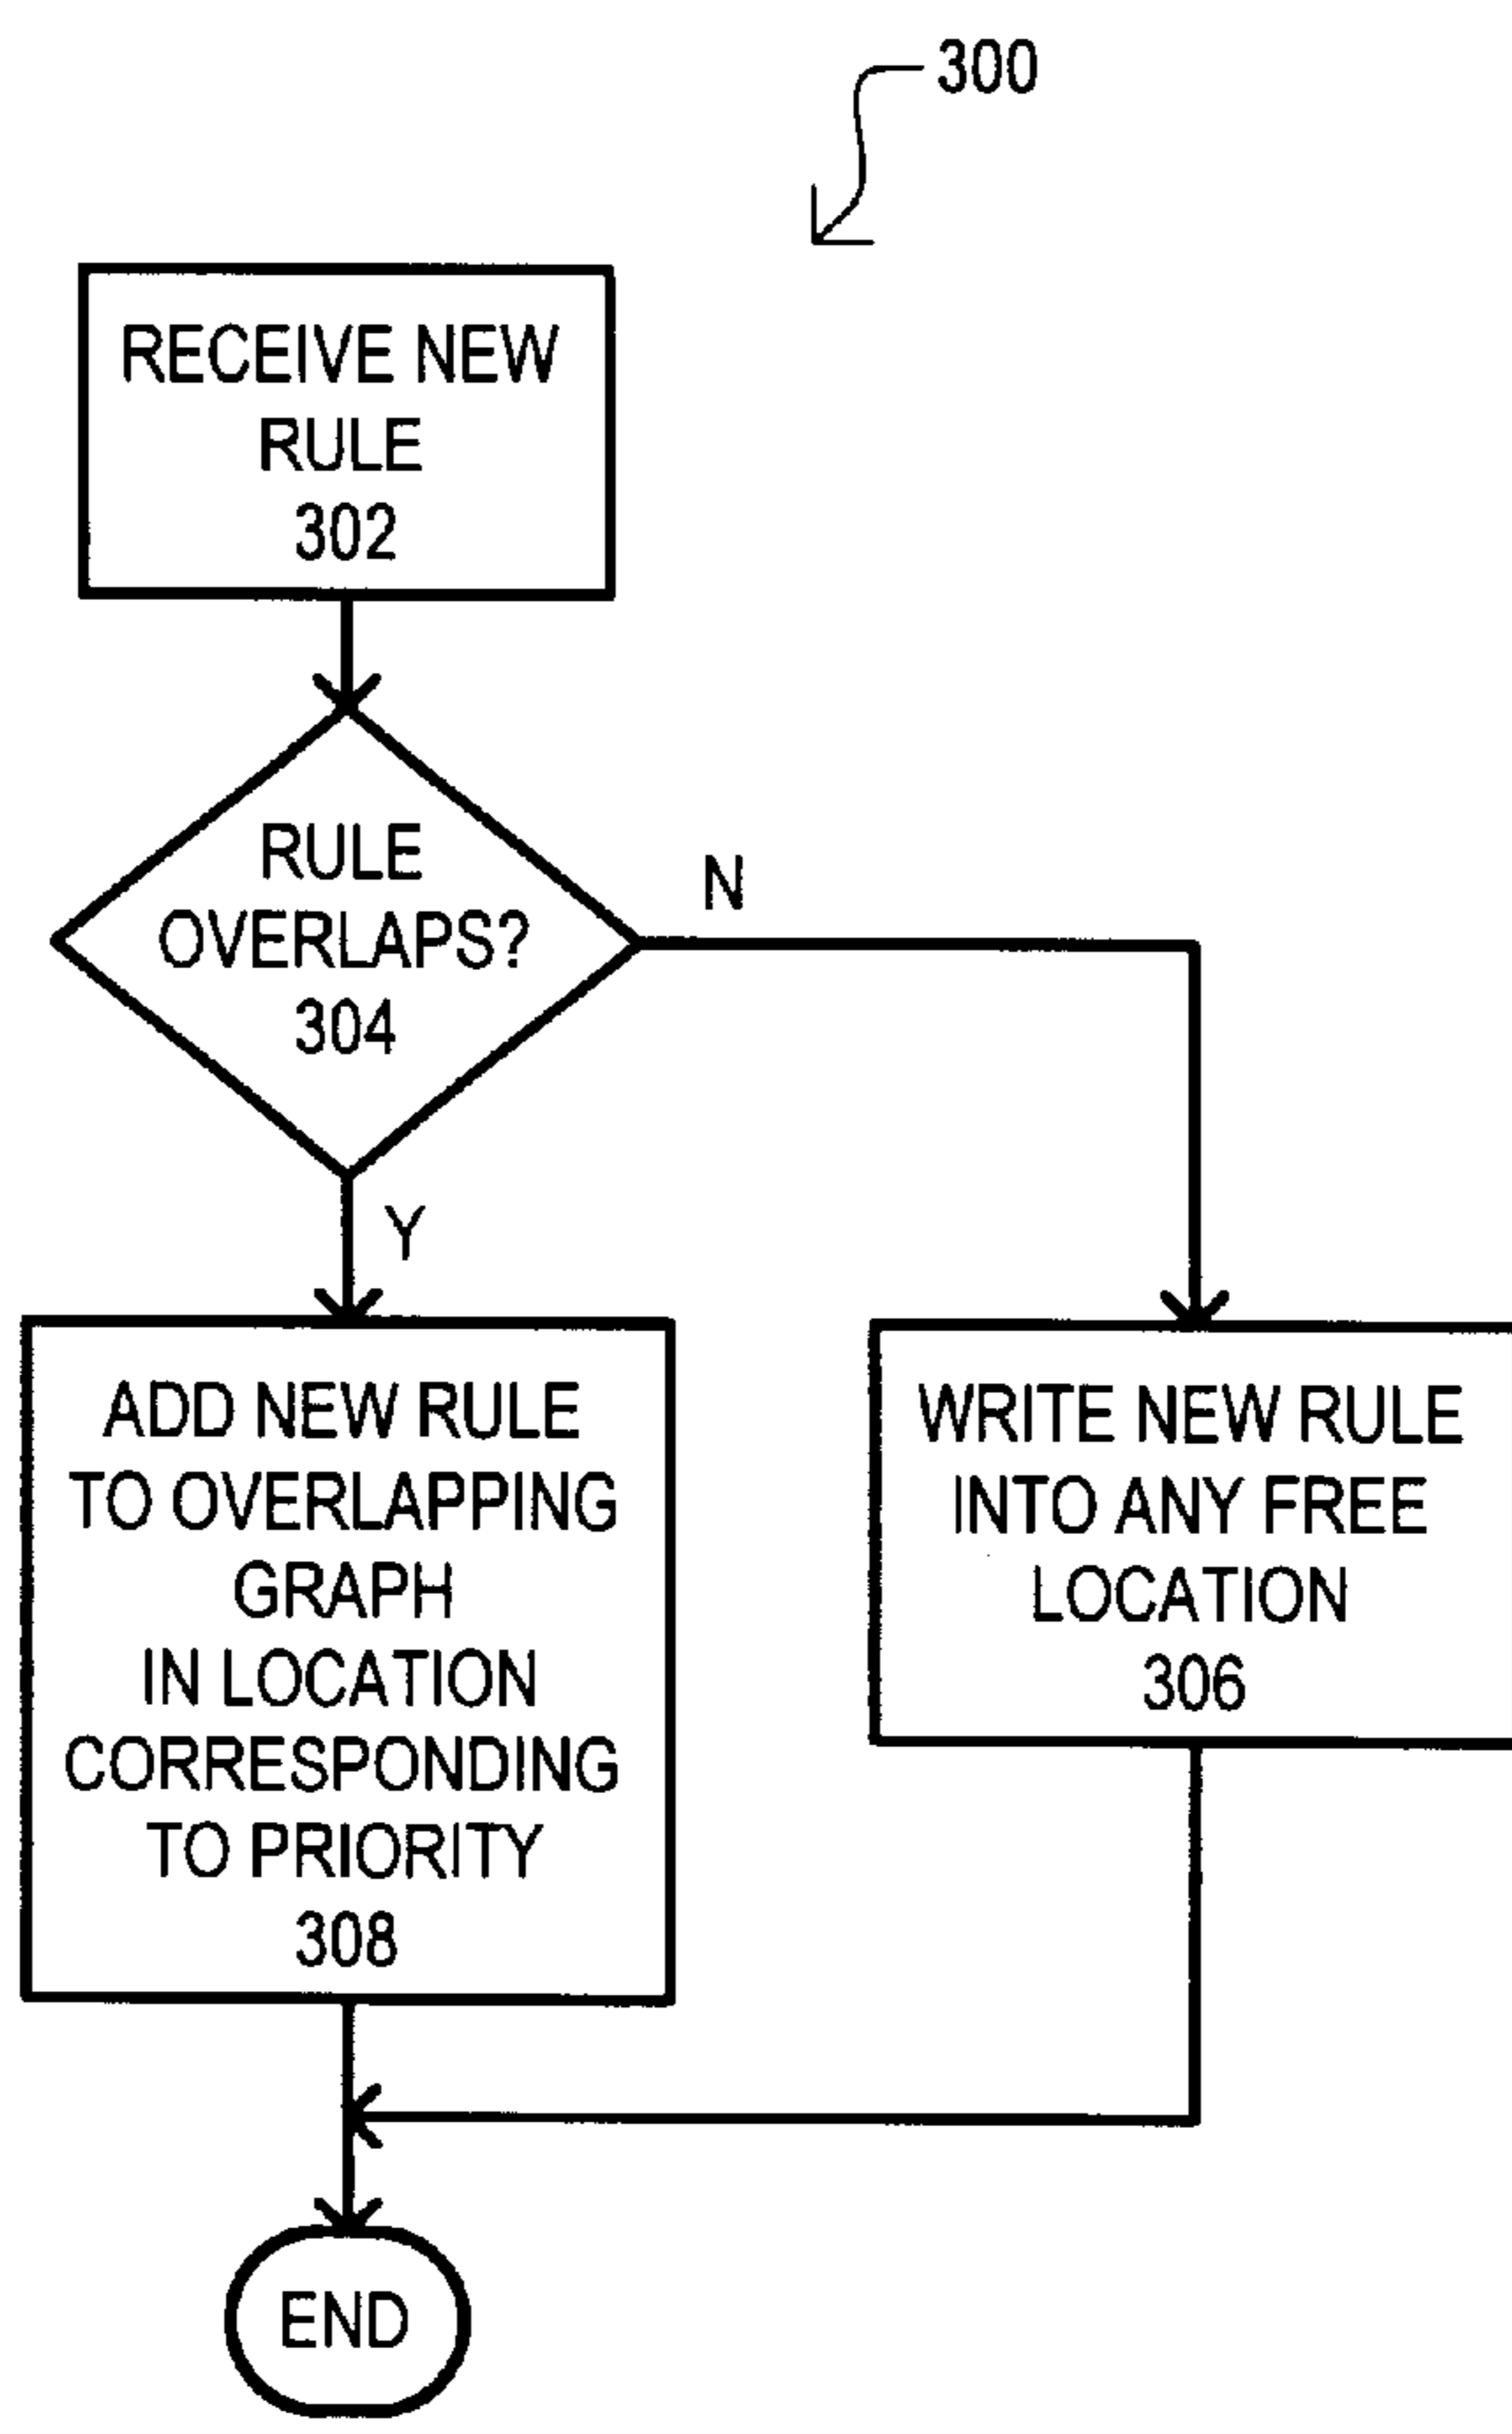 300
RECEIVE NEW
RULE
302
RULE
OVERLAPS?
304
N
Y
ADD NEW RULE
TO OVERLAPPING
GRAPH
IN LOCATION
CORRESPONDING
TO PRIORITY
308
WRITE NEW RULE
INTO ANY FREE
LOCATION
306
END